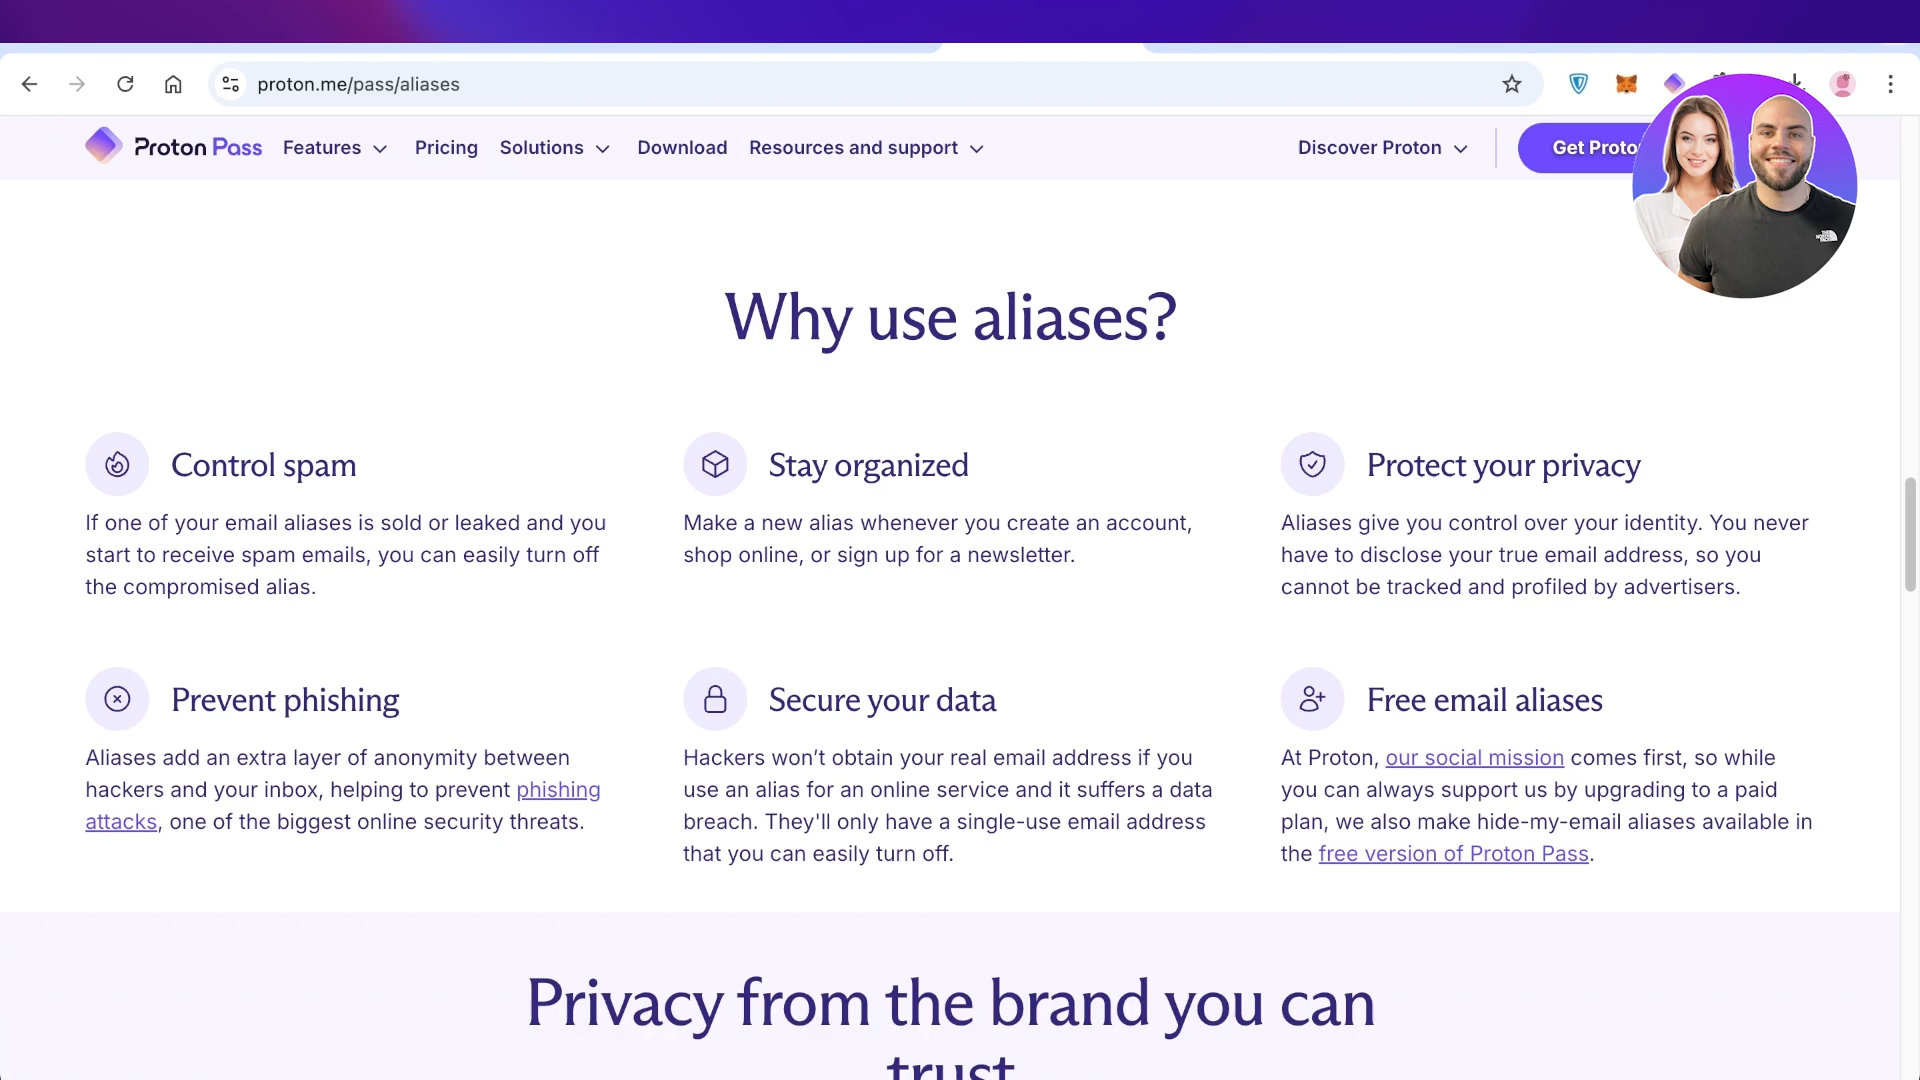 proton.me/pass/aliases
Proton Pass Features Pricing Solutions Download Resources and support Discover Proton Get
Why use aliases?
Control spam
If one of your email aliases is sold or leaked and you
start to receive spam emails, you can easily turn off
the compromised alias.
Stay organized
Make a new alias whenever you create an account,
shop online, or sign up for a newsletter.
Protect your privacy
Aliases give you control over your identity. You never
have to disclose your true email address, so you
cannot be tracked and profiled by advertisers.
Prevent phishing
Aliases add an extra layer of anonymity between
hackers and your inbox, helping to prevent phishing
attacks, one of the biggest online security threats.
Secure your data
Hackers won’t obtain your real email address if you
use an alias for an online service and it suffers a data
breach. They'll only have a single-use email address
that you can easily turn off.
Free email aliases
At Proton, our social mission comes first, so while
you can always support us by upgrading to a paid
plan, we also make hide-my-email aliases available in
the free version of Proton Pass.
Privacy from the brand you can
trust